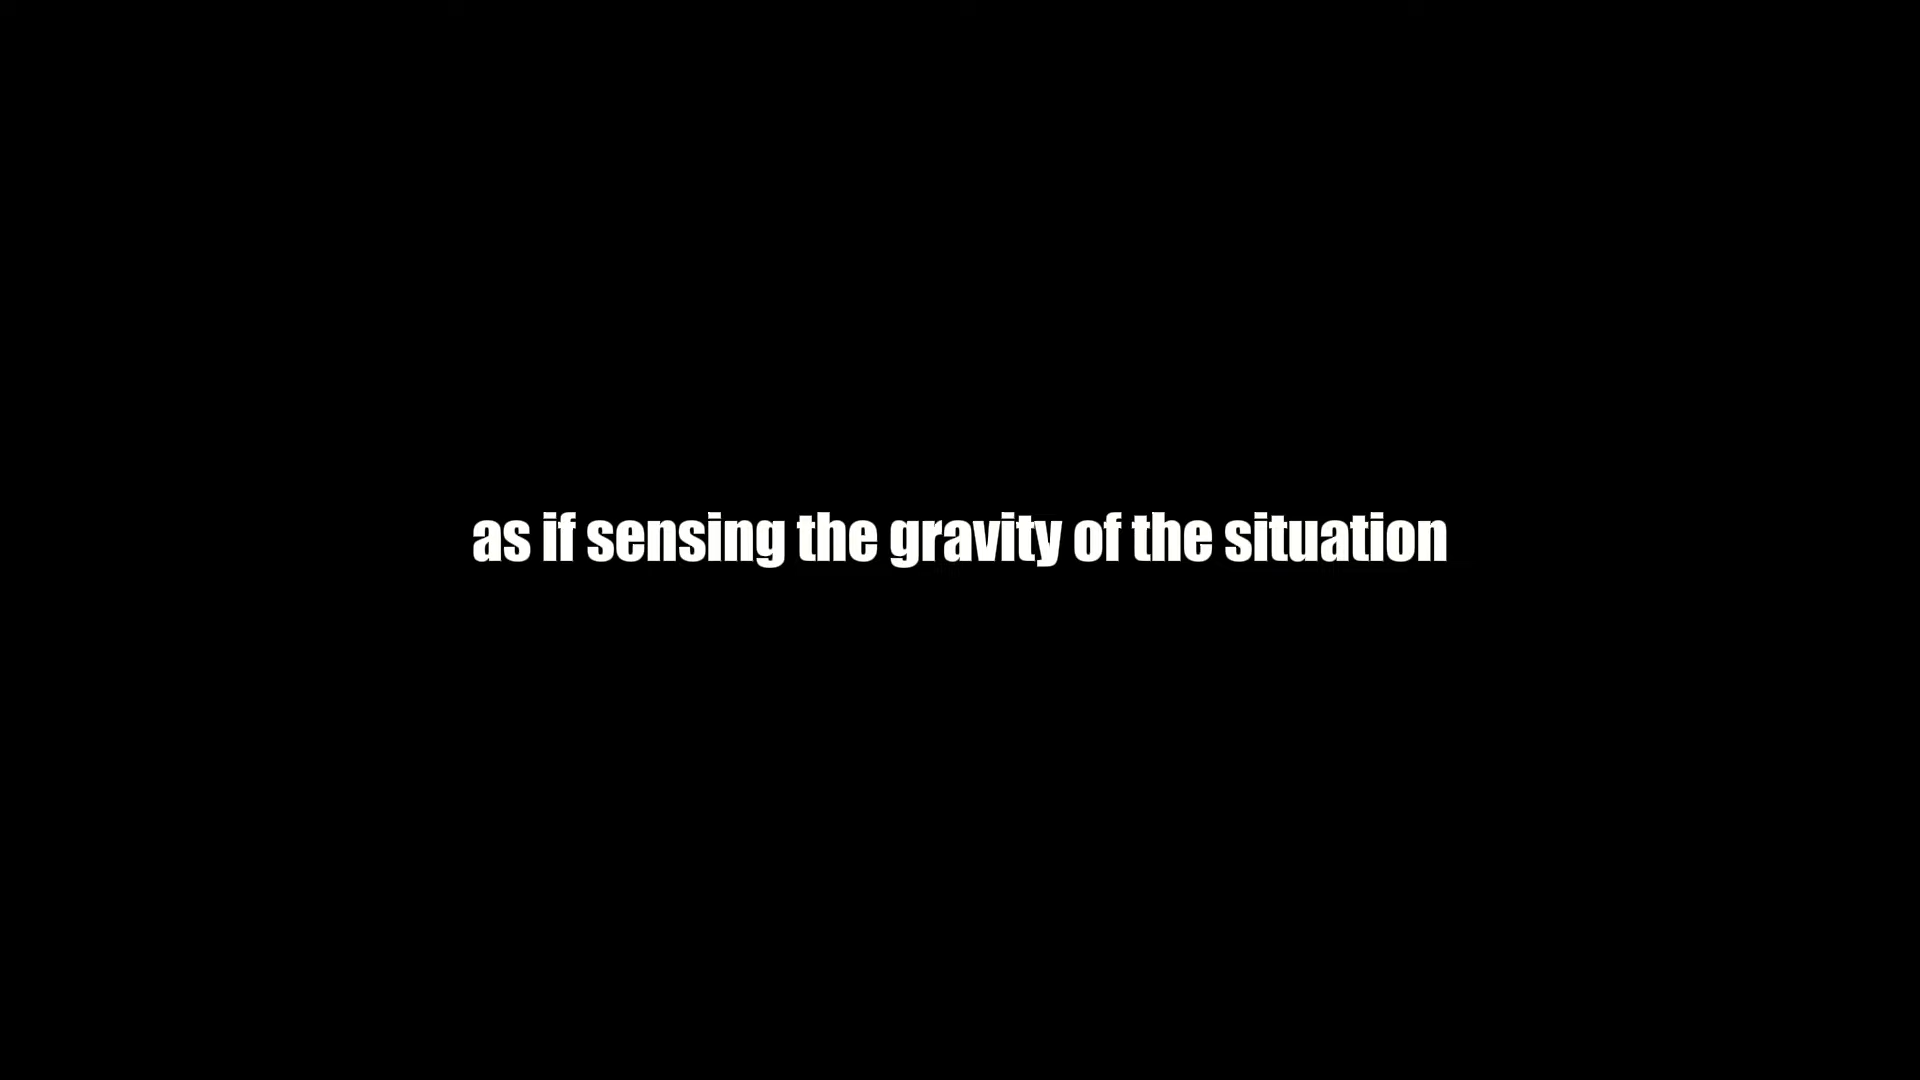 as if sensing the gravity of the situation